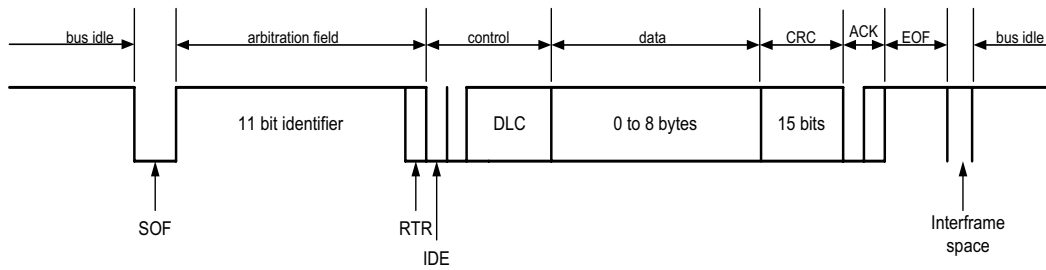 bus idle
arbitration field
control
data
CRC
ACK
EOF
bus idle
11 bit identifier
DLC
0 to 8 bytes
15 bits
SOF
RTR
IDE
Interframe
space